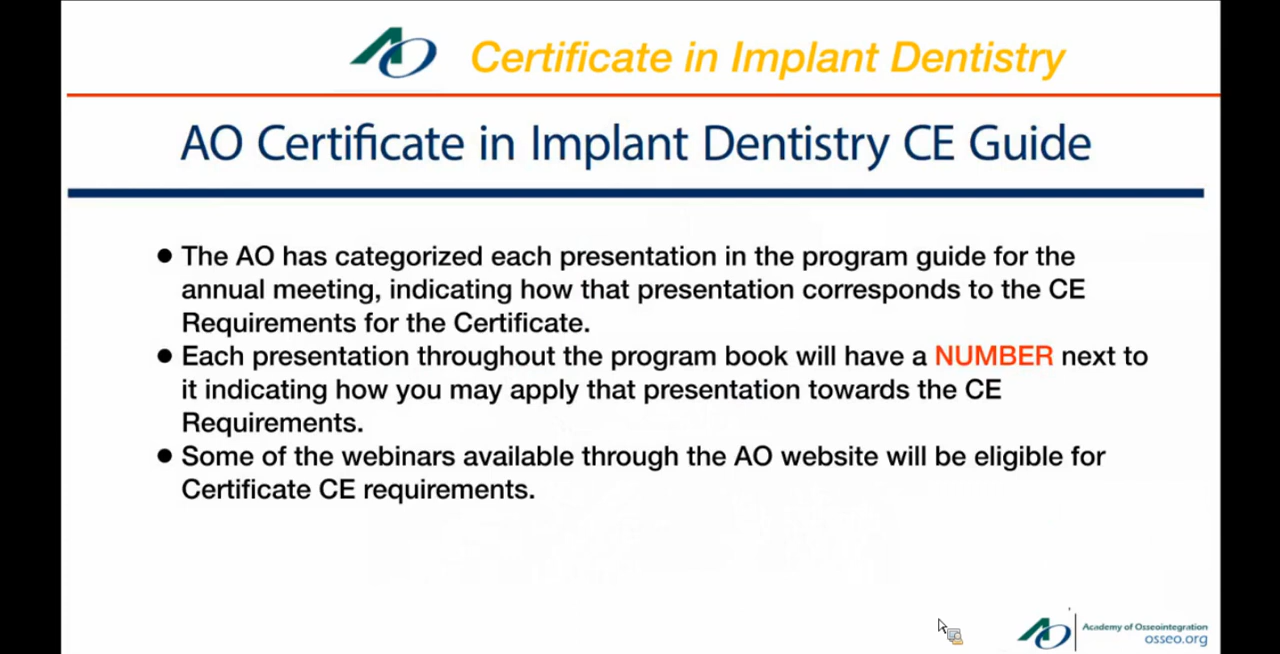 AO Certificate in Implant Dentistry
AO Certificate in Implant Dentistry CE Guide
● The AO has categorized each presentation in the program guide for the
annual meeting, indicating how that presentation corresponds to the CE
Requirements for the Certificate.
● Each presentation throughout the program book will have a NUMBER next to
it indicating how you may apply that presentation towards the CE
Requirements.
● Some of the webinars available through the AO website will be eligible for
Certificate CE requirements.
AO Academy of Osseointegration
osseo.org